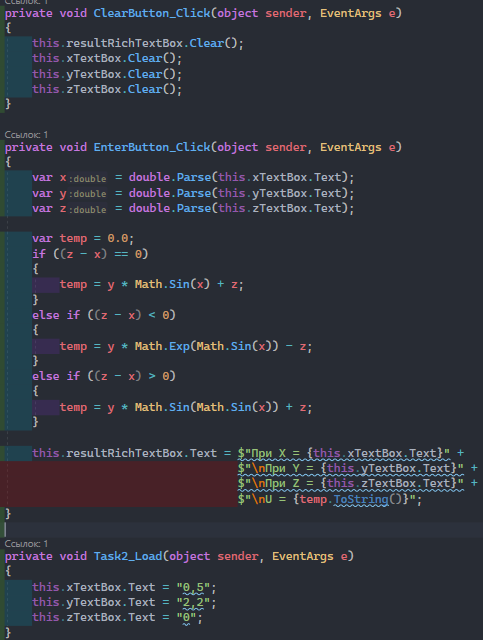 Ссылок: 1
private void ClearButton_Click(object sender, EventArgs e)
{
    this.resultRichTextBox.Clear();
    this.xTextBox.Clear();
    this.yTextBox.Clear();
    this.zTextBox.Clear();
}
Ссылок: 1
private void EnterButton_Click(object sender, EventArgs e)
{
    var x :double = double.Parse(this.xTextBox.Text);
    var y :double = double.Parse(this.yTextBox.Text);
    var z :double = double.Parse(this.zTextBox.Text);
    var temp = 0.0;
    if ((z - x) == 0)
    {
        temp = y * Math.Sin(x) + z;
    }
    else if ((z - x) < 0)
    {
        temp = y * Math.Exp(Math.Sin(x)) - z;
    }
    else if ((z - x) > 0)
    {
        temp = y * Math.Sin(Math.Sin(x)) + z;
    }
    this.resultRichTextBox.Text = $"При X = {this.xTextBox.Text}" +
                                  $"\nПри Y = {this.yTextBox.Text}" +
                                  $"\nПри Z = {this.zTextBox.Text}" +
                                  $"\nU = {temp.ToString()}";
}
Ссылок: 1
private void Task2_Load(object sender, EventArgs e)
{
    this.xTextBox.Text = "0,5";
    this.yTextBox.Text = "2,2";
    this.zTextBox.Text = "0";
}